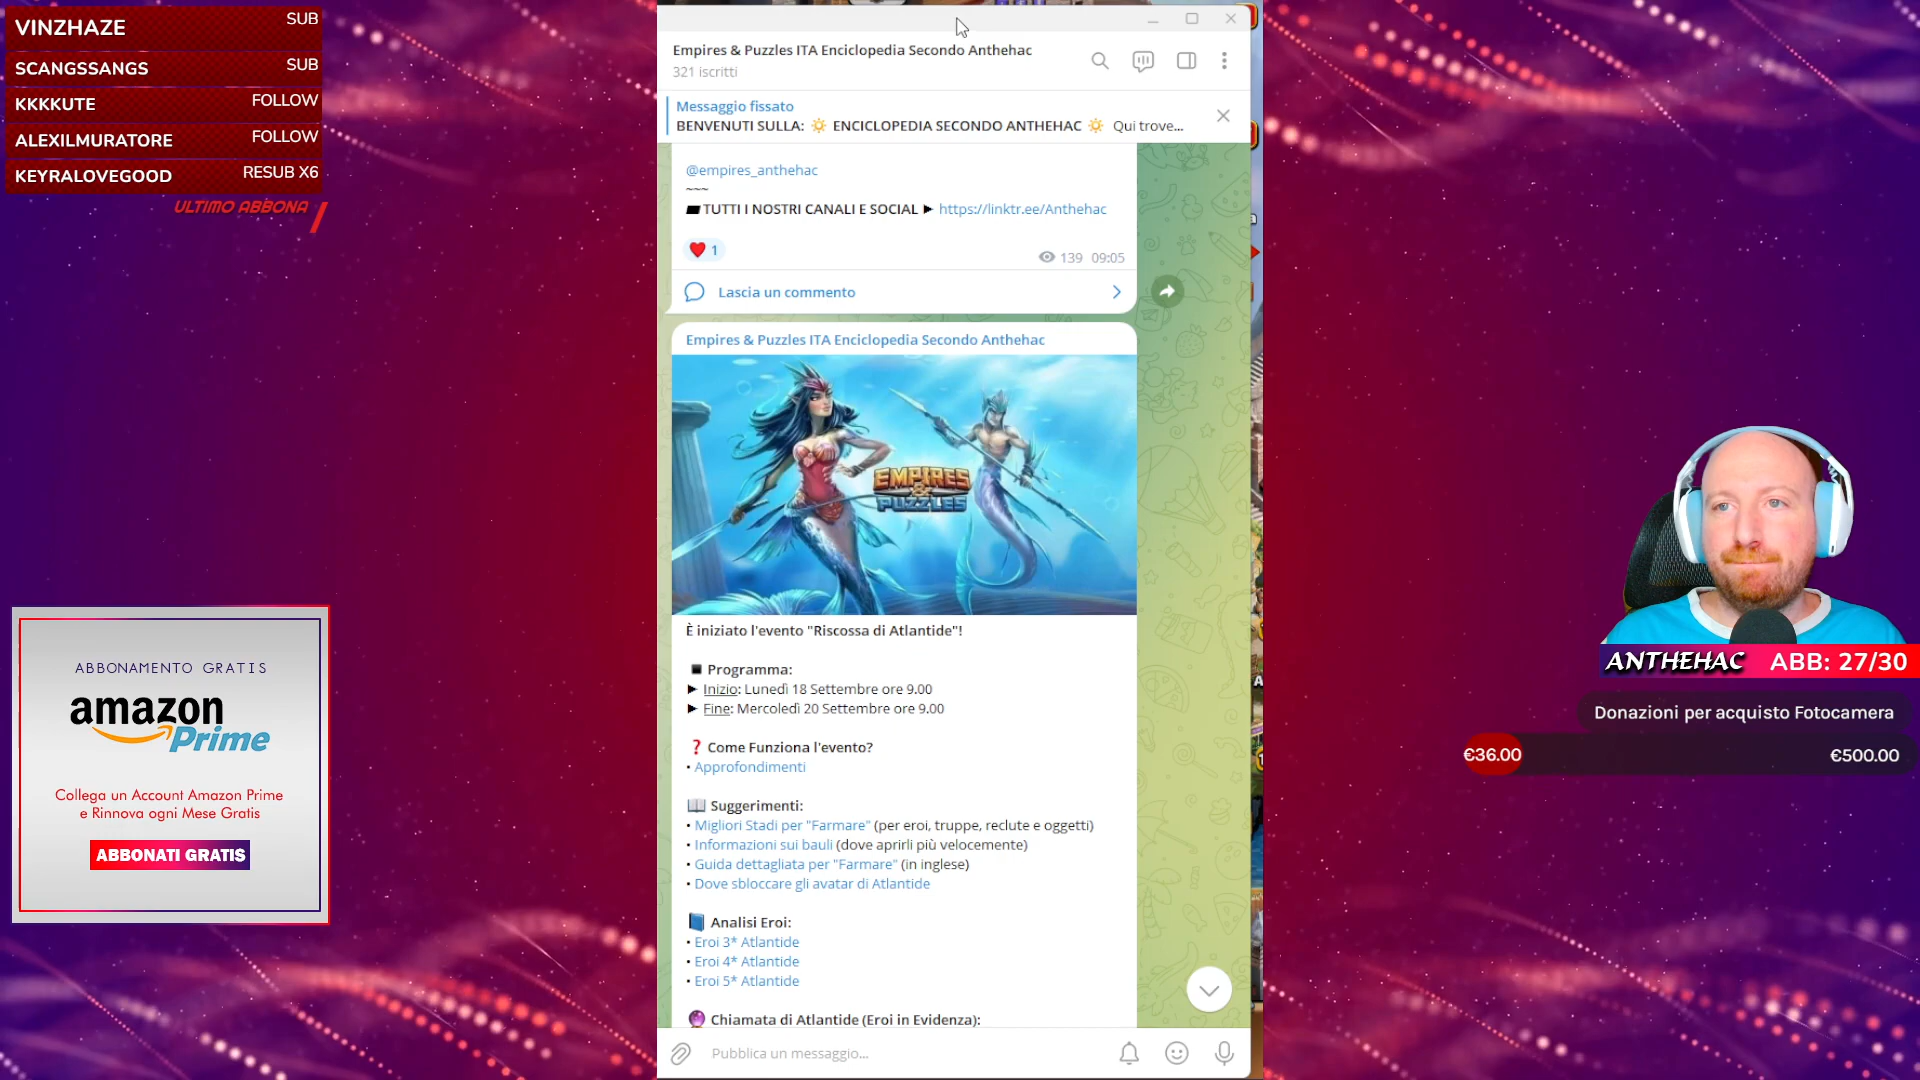 VINZHAZE SUB
SCANGSSANGS SUB
KKKKUTE FOLLOW
ALEXILMURATORE FOLLOW
KEYRALOVEGOOD RESUB X6
ULTIMO ABBONA
ABBONAMENTO GRATIS
amazon
Prime
Collega un Account Amazon Prime
e Rinnova ogni Mese Gratis
ABBONATI GRATIS
Empires & Puzzles ITA Enciclopedia Secondo Anthehac
321 iscritti
Messaggio fissato
BENVENUTI SULLA: ☀️ ENCICLOPEDIA SECONDO ANTHEHAC ☀️ Qui trove...
@empires_anthehac
~~~
TUTTI I NOSTRI CANALI E SOCIAL ► https://linktr.ee/Anthehac
❤️ 1
139 09:05
Lascia un commento
Empires & Puzzles ITA Enciclopedia Secondo Anthehac
EMPIRES
&
PUZZLES
È iniziato l'evento "Riscossa di Atlantide"!
◾ Programma:
► Inizio: Lunedì 18 Settembre ore 9.00
► Fine: Mercoledì 20 Settembre ore 9.00
❓ Come Funziona l'evento?
• Approfondimenti
📖 Suggerimenti:
• Migliori Stadi per "Farmare" (per eroi, truppe, reclute e oggetti)
• Informazioni sui bauli (dove aprirli più velocemente)
• Guida dettagliata per "Farmare" (in inglese)
• Dove sbloccare gli avatar di Atlantide
📘 Analisi Eroi:
• Eroi 3* Atlantide
• Eroi 4* Atlantide
• Eroi 5* Atlantide
🔮 Chiamata di Atlantide (Eroi in Evidenza):
Pubblica un messaggio...
ANTHEHAC ABB: 27/30
Donazioni per acquisto Fotocamera
€36.00 €500.00